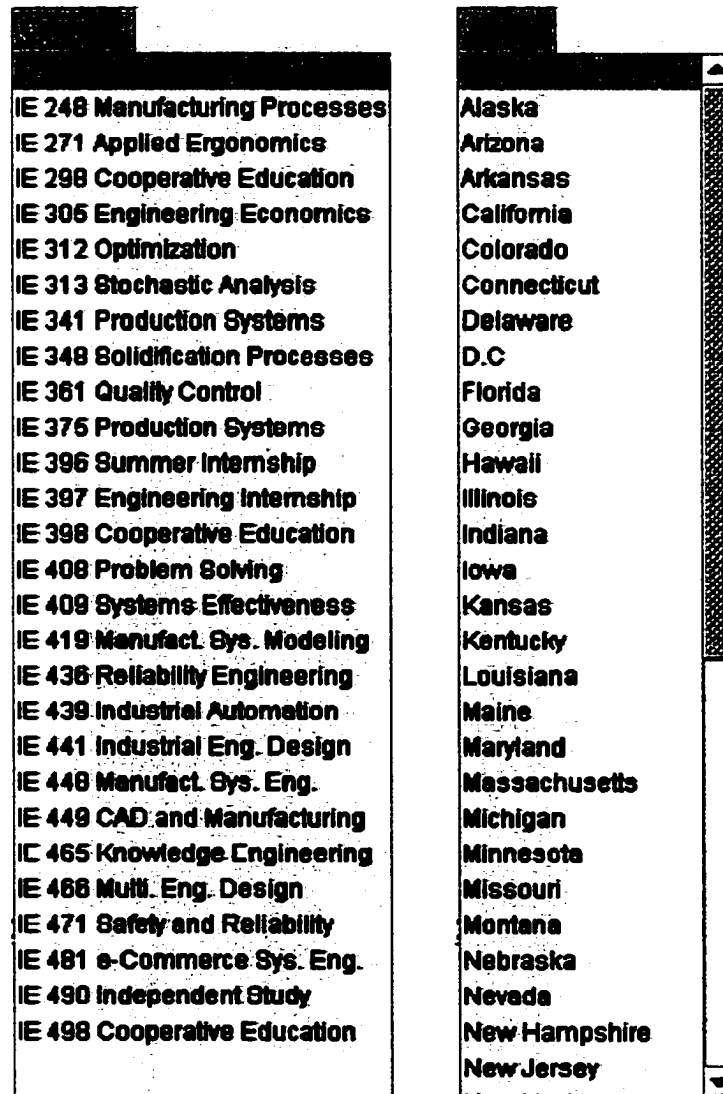 IE 248 Manufacturing Processes
IE 271 Applied Ergonomics
IE 298 Cooperative Education
IE 305 Engineering Economics
IE 312 Optimization
IE 313 Stochastic Analysis
IE 341 Production Systems
IE 348 Solidification Processes
IE 361 Quality Control
IE 375 Production Systems
IE 396 Summer Internship
IE 397 Engineering Internship
IE 398 Cooperative Education
IE 408 Problem Solving
IE 409 Systems Effectiveness
IE 419 Manufact. Sys. Modeling
IE 436 Reliability Engineering
IE 439 Industrial Automation
IE 441 Industrial Eng. Design
IE 448 Manufact. Sys. Eng.
IE 449 CAD and Manufacturing
IE 465 Knowledge Engineering
IE 466 Multi. Eng. Design
IE 471 Safety and Reliability
IE 481 e-Commerce Sys. Eng.
IE 490 Independent Study
IE 498 Cooperative Education
Alaska
Arizona
Arkansas
California
Colorado
Connecticut
Delaware
D.C
Florida
Georgia
Hawaii
Illinois
Indiana
Iowa
Kansas
Kentucky
Louisiana
Maine
Maryland
Massachusetts
Michigan
Minnesota
Missouri
Montana
Nebraska
Nevada
New Hampshire
New Jersey